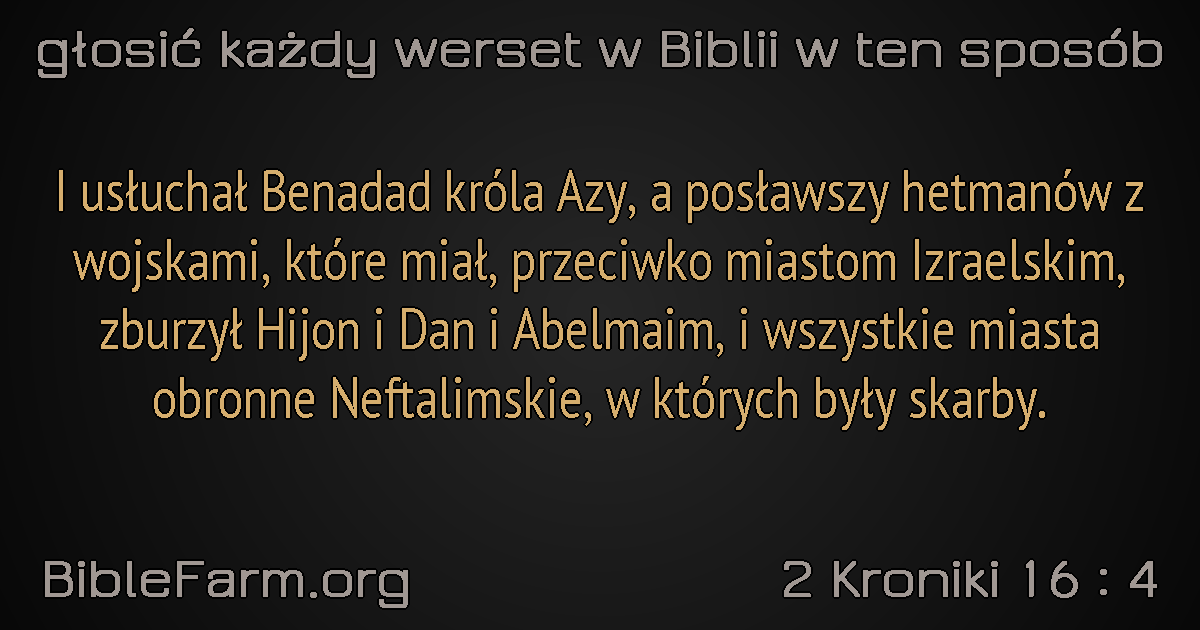 głosić każdy werset w Biblii w ten sposób
I usłuchał Benadad króla Azy, a posławszy hetmanów z
wojskami, które miał, przeciwko miastom Izraelskim,
zburzył Hijon i Dan i Abelmaim, i wszystkie miasta
obronne Neftalimskie, w których były skarby.
BibleFarm.org
2 Kroniki 16 : 4